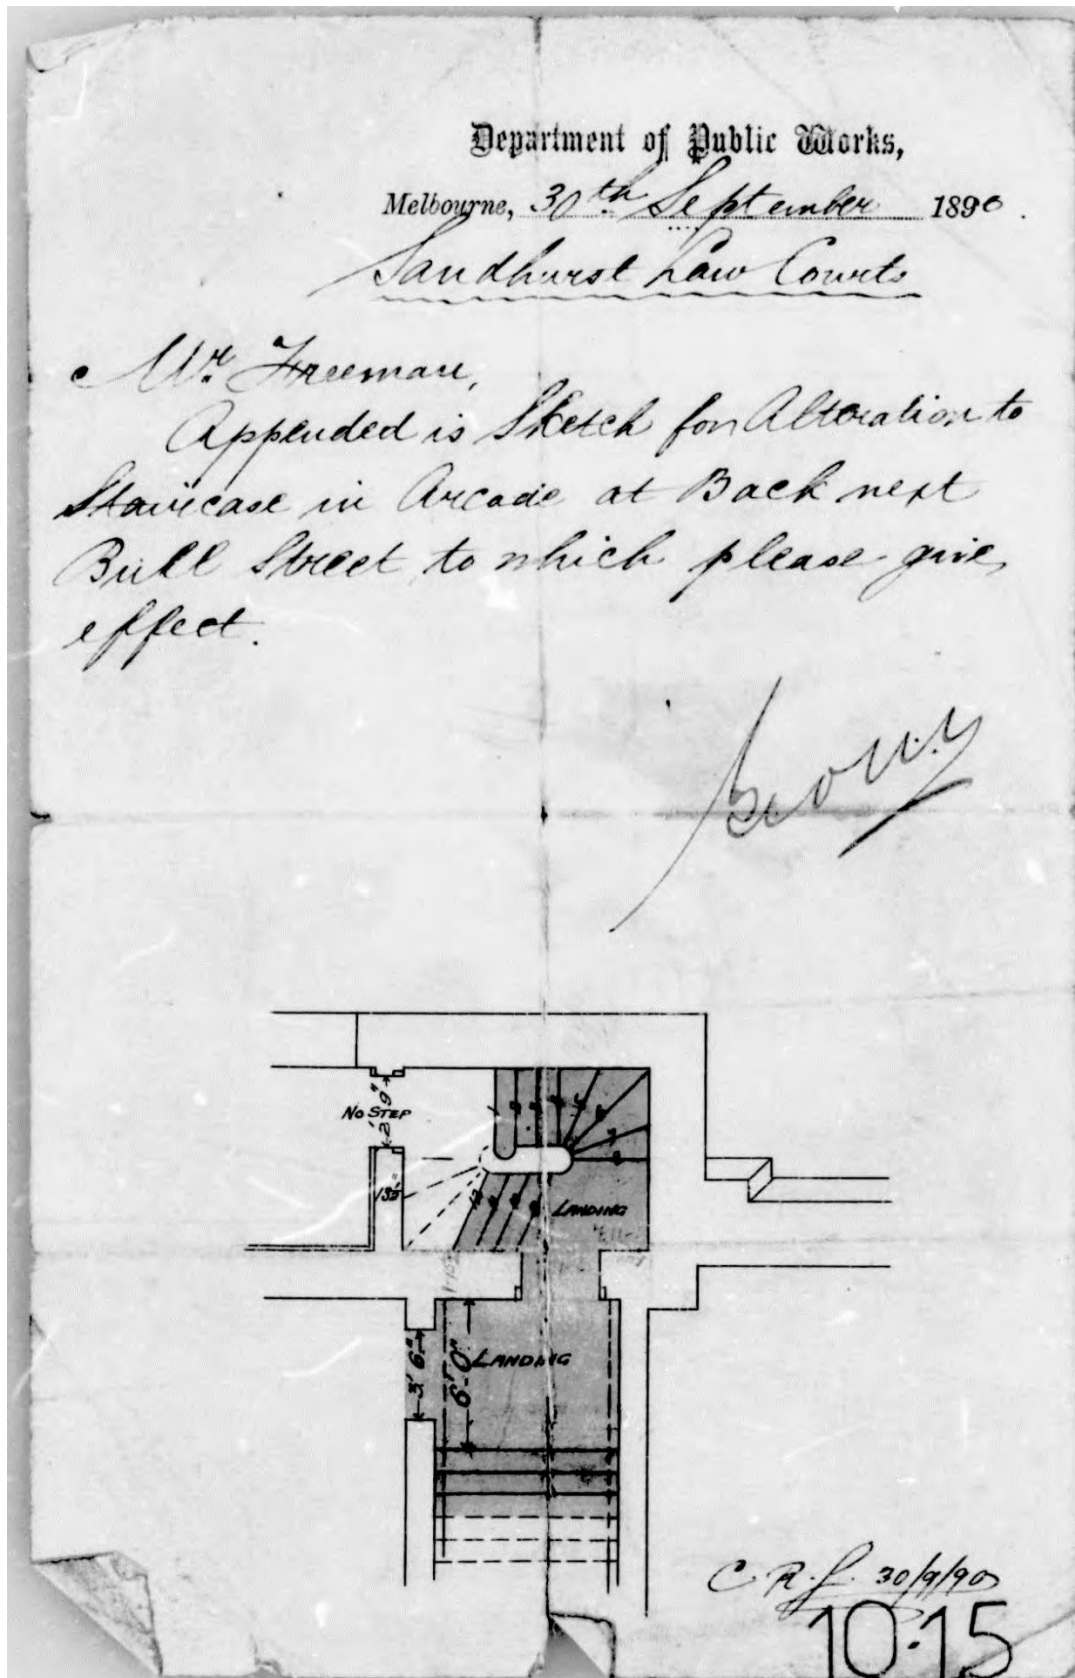 Department of Public Works,
Melbourne, 30th September 1890.
Sandhurst Law Courts
Mr. Freeman,
Appended is Sketch for Alteration to
Staircase in Arcade at Back next
Bull Street to which please give
effect.
2' 9"
NO STEP
13½"
LANDING
3' 6"
6'-0"
LANDING
30/9/90
10.15